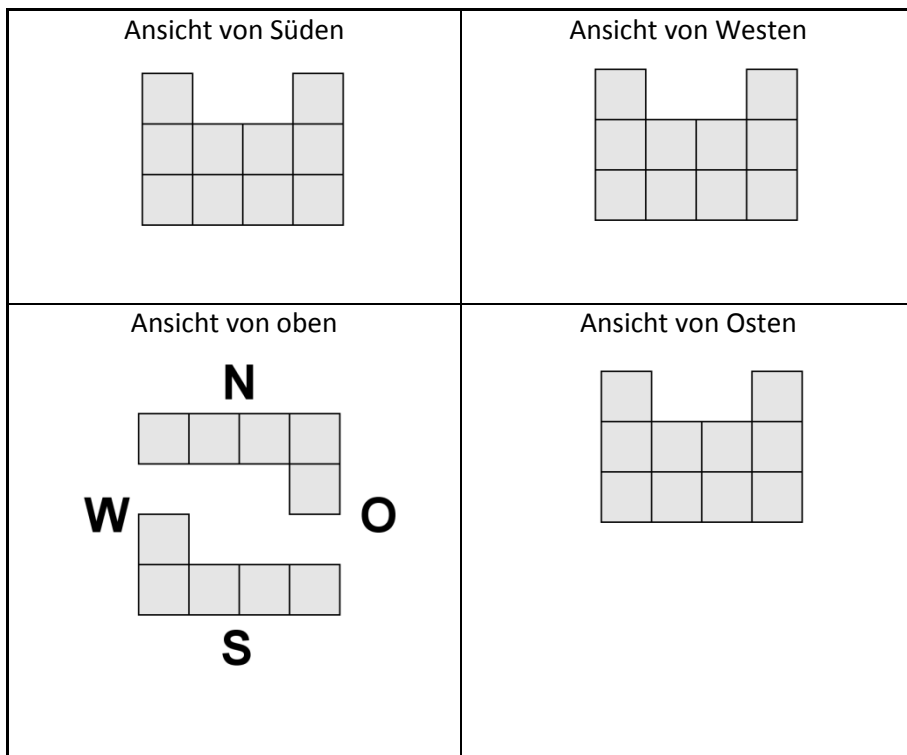 Ansicht von Süden
Ansicht von Westen
Ansicht von oben
Ansicht von Osten
N
W
O
S